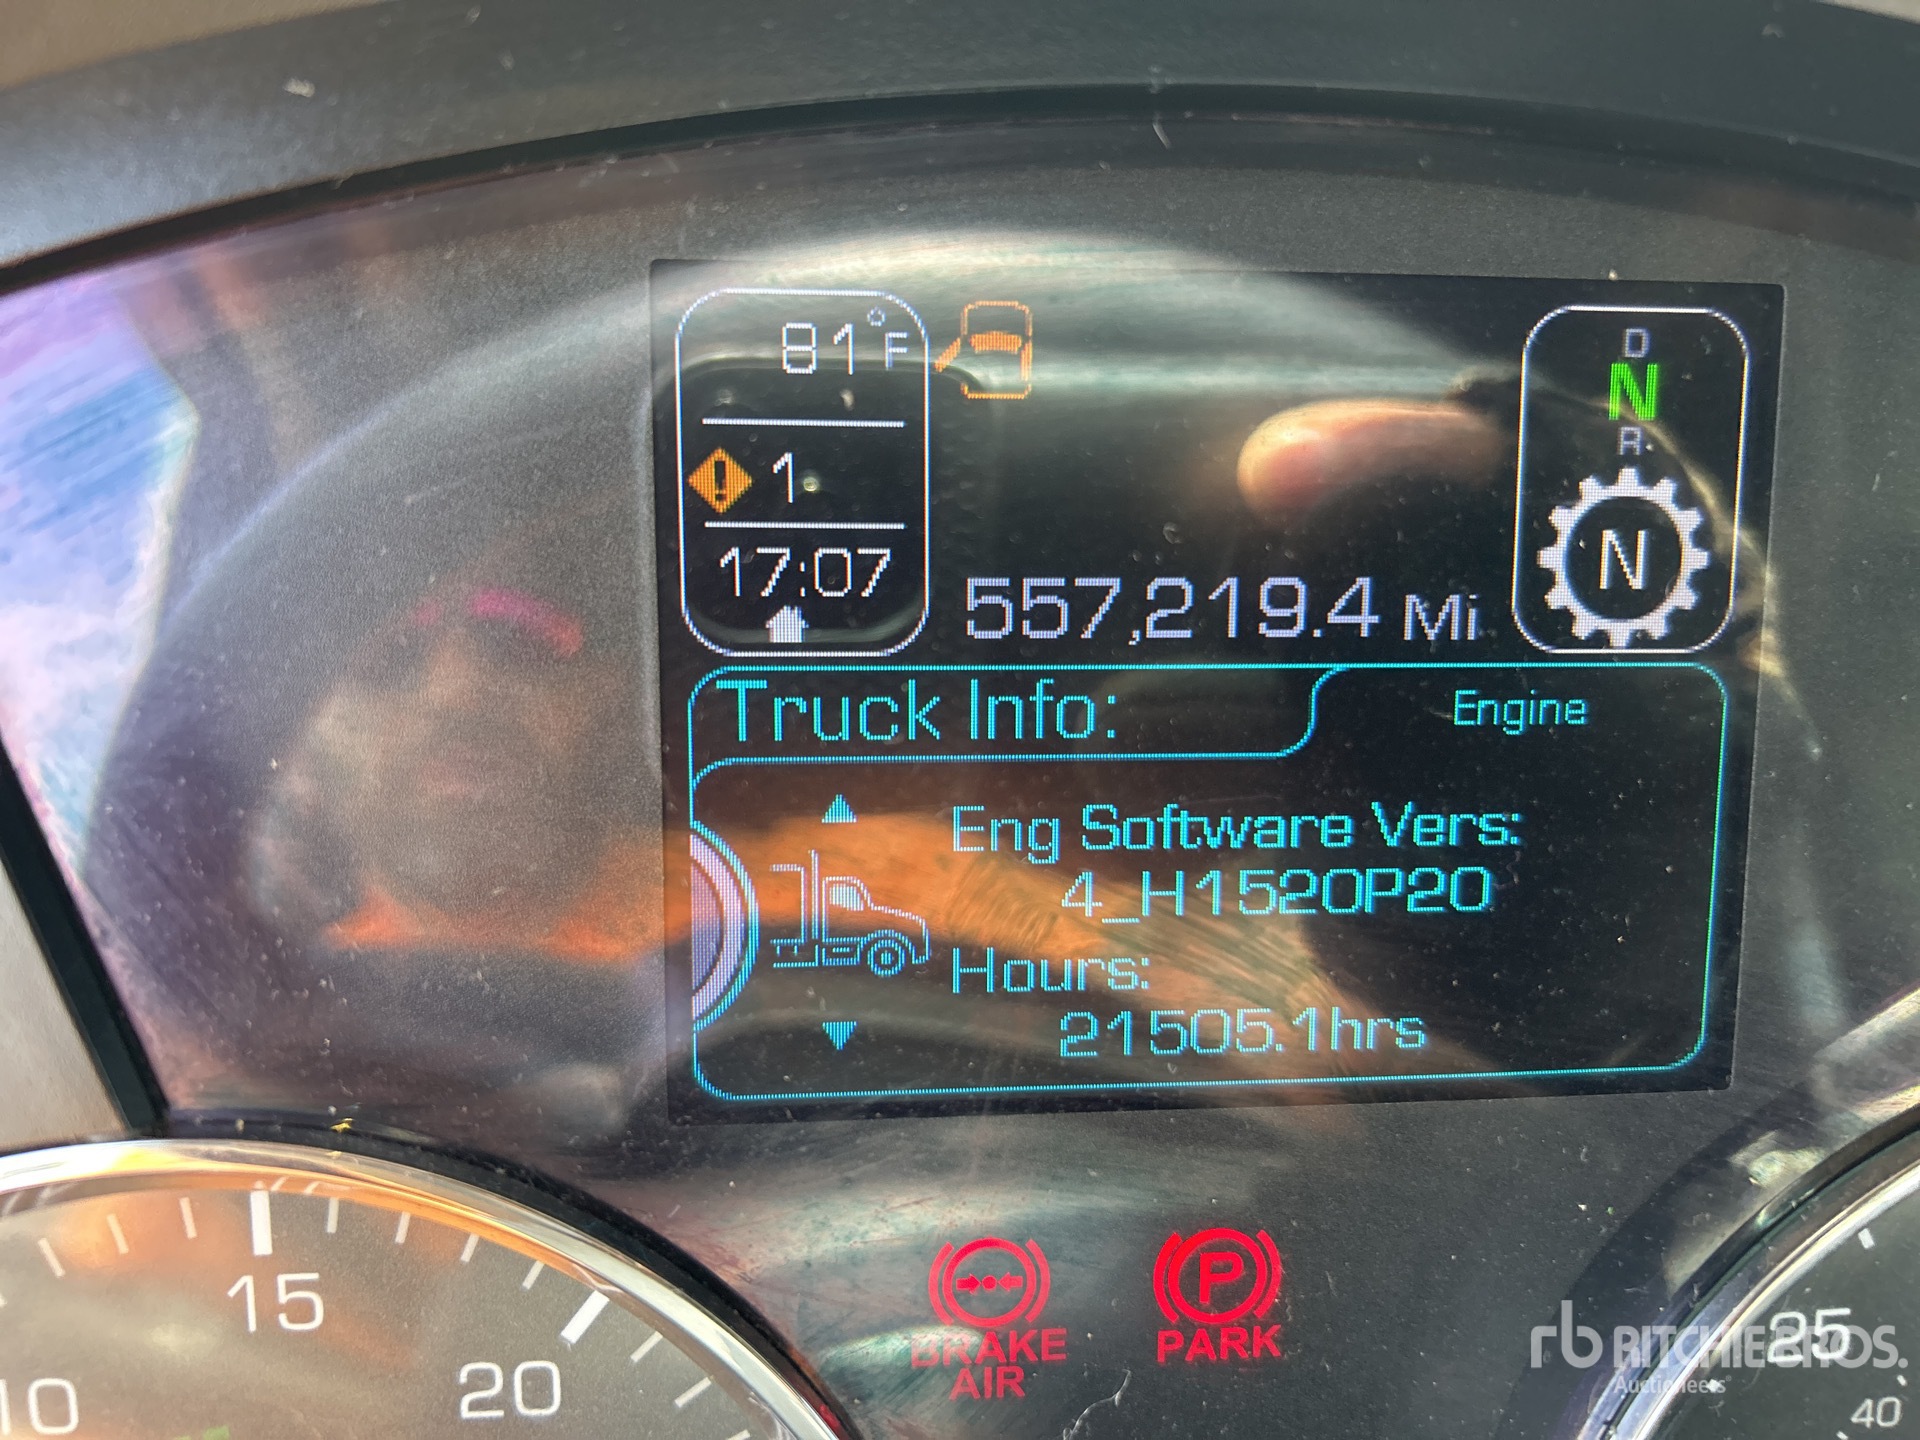 81°F
1
17:07
557,219.4 Mi
D
N
R
N
Truck Info:
Engine
Eng Software Vers:
4_H1520P20
Hours:
21505.1hrs
BRAKE
AIR
P
PARK
10
15
20
25
40
rb RITCHIE BROS.
Auctioneers